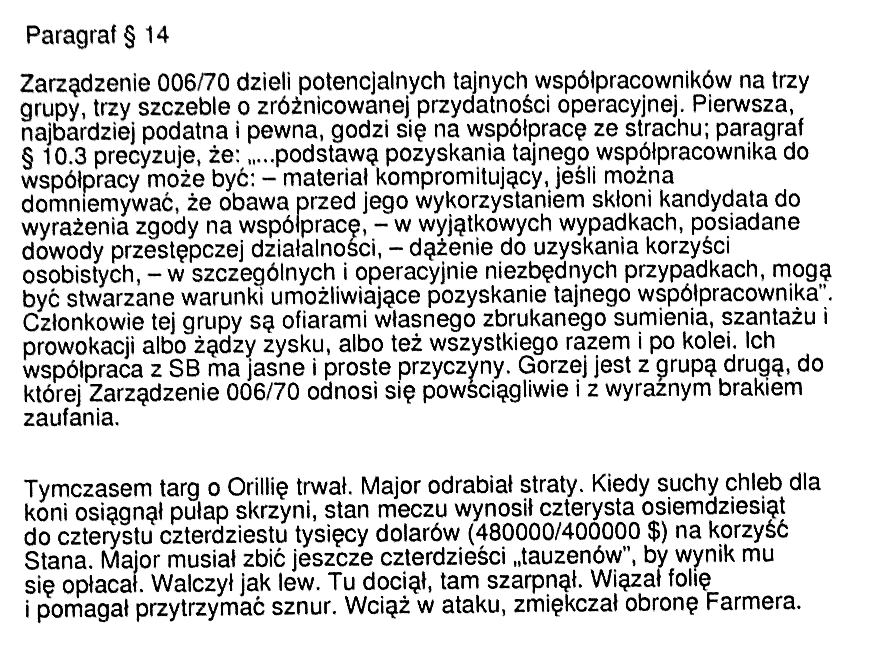 Paragraf § 14
Zarządzenie 006/70 dzieli potencjalnych tajnych współpracowników na trzy
grupy, trzy szczeble o zróżnicowanej przydatności operacyjnej. Pierwsza,
najbardziej podatna i pewna, godzi się na współpracę ze strachu; paragraf
§ 10.3 precyzuje, że: „...podstawą pozyskania tajnego współpracownika do
współpracy może być: – materiał kompromitujący, jeśli można
domniemywać, że obawa przed jego wykorzystaniem skłoni kandydata do
wyrażenia zgody na współpracę, – w wyjątkowych wypadkach, posiadane
dowody przestępczej działalności, – dążenie do uzyskania korzyści
osobistych, – w szczególnych i operacyjnie niezbędnych przypadkach, mogą
być stwarzane warunki umożliwiające pozyskanie tajnego współpracownika”.
Członkowie tej grupy są ofiarami własnego zbrukanego sumienia, szantażu i
prowokacji albo żądzy zysku, albo też wszystkiego razem i po kolei. Ich
współpraca z SB ma jasne i proste przyczyny. Gorzej jest z grupą drugą, do
której Zarządzenie 006/70 odnosi się powściągliwie i z wyraźnym brakiem
zaufania.
Tymczasem targ o Orillię trwał. Major odrabiał straty. Kiedy suchy chleb dla
koni osiągnął pułap skrzyni, stan meczu wynosił czterysta osiemdziesiąt
do czterystu czterdziestu tysięcy dolarów (480000/400000 $) na korzyść
Stana. Major musiał zbić jeszcze czterdzieści „tauzenów”, by wynik mu
się opłacał. Walczył jak lew. Tu dociął, tam szarpnął. Wiązał folię
i pomagał przytrzymać sznur. Wciąż w ataku, zmiękczał obronę Farmera.